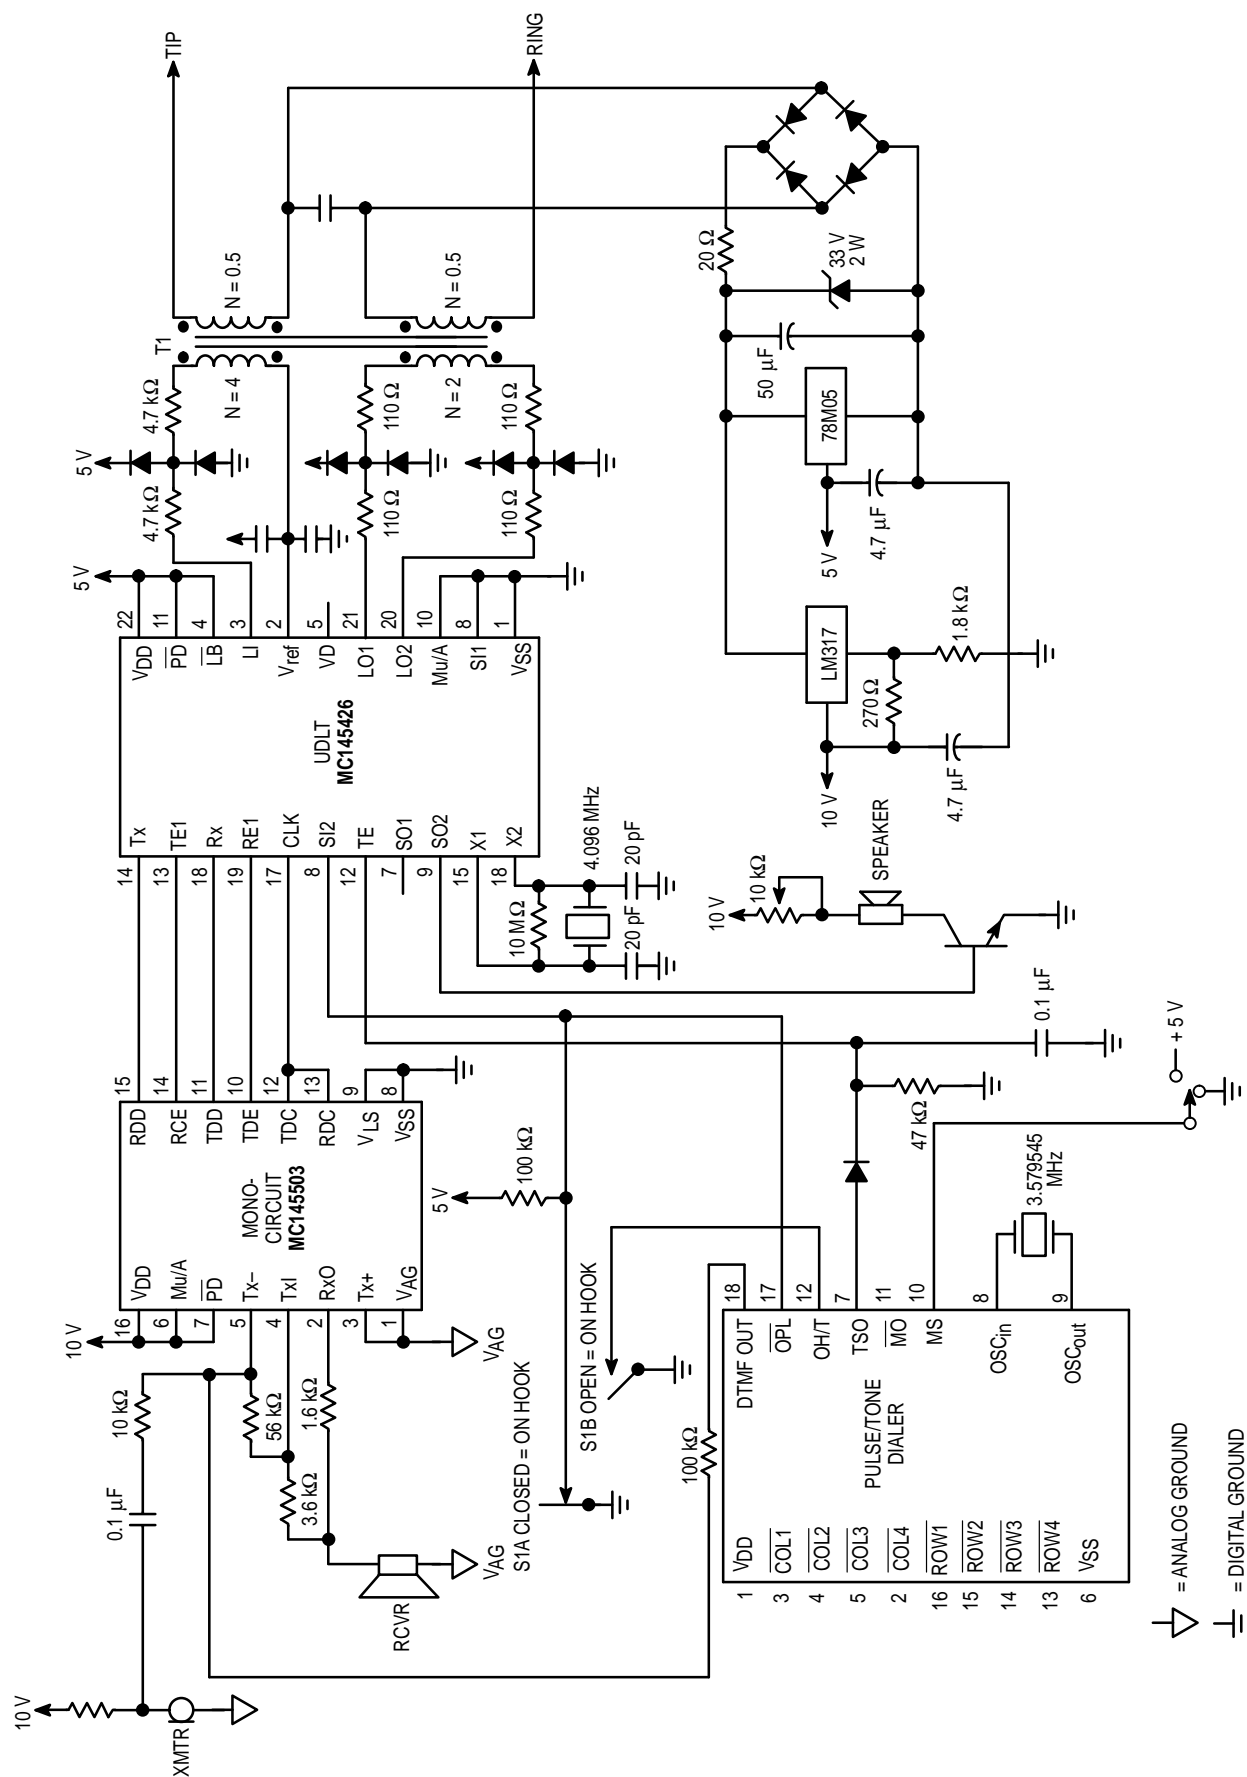 TIP
RING
T1
N = 0.5
N = 0.5
N = 4
N = 2
5 V
4.7 kΩ
4.7 kΩ
110 Ω
110 Ω
110 Ω
110 Ω
5 V
22
11
4
3
2
5
21
20
10
8
1
VDD
PD
LB
LI
Vref
VD
LO1
LO2
Mu/A
SI1
VSS
UDLT
MC145426
Tx
TE1
Rx
RE1
CLK
SI2
TE
SO1
SO2
X1
X2
14
13
18
19
17
8
12
7
9
15
18
10 MΩ
4.096 MHz
20 pF
20 pF
20 Ω
33 V
2 W
50 µF
78M05
5 V
4.7 µF
LM317
270 Ω
1.8 kΩ
10 V
4.7 µF
10 V
10 kΩ
SPEAKER
0.1 µF
47 kΩ
+ 5 V
15
14
11
10
12
13
9
8
RDD
RCE
TDD
TDE
TDC
RDC
VLS
VSS
MONO-
CIRCUIT
MC145503
VDD
Mu/A
PD
Tx–
TxI
RxO
Tx+
VAG
16
6
7
5
4
2
3
1
10 V
5 V
100 kΩ
VAG
10 kΩ
0.1 µF
56 kΩ
3.6 kΩ
1.6 kΩ
RCVR
VAG
S1A CLOSED = ON HOOK
S1B OPEN = ON HOOK
10 V
XMTR
100 kΩ
18
17
12
7
11
10
8
9
DTMF OUT
OPL
OH/T
TSO
MO
MS
OSCin
OSCout
3.579545
MHz
PULSE/TONE
DIALER
VDD
COL1
COL2
COL3
COL4
ROW1
ROW2
ROW3
ROW4
VSS
1
3
4
5
2
16
15
14
13
6
= ANALOG GROUND
= DIGITAL GROUND